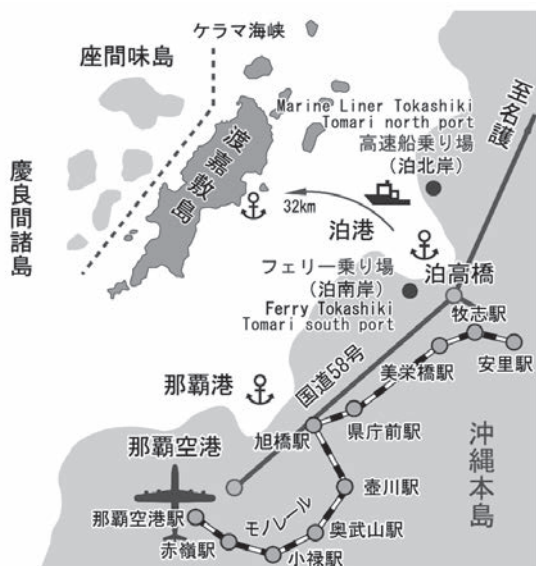 ケラマ海峡
座間味島
至名護
Marine Liner Tokashiki
Tomari north port
高速船乗り場
(泊北岸)
渡嘉敷島
慶良間諸島
32km
泊港
フェリー乗り場
(泊南岸)
Ferry Tokashiki
Tomari south port
泊高橋
牧志駅
安里駅
美栄橋駅
国道58号
那覇港
県庁前駅
旭橋駅
沖縄本島
那覇空港
壺川駅
那覇空港駅
モノレール
奥武山駅
赤嶺駅
小禄駅